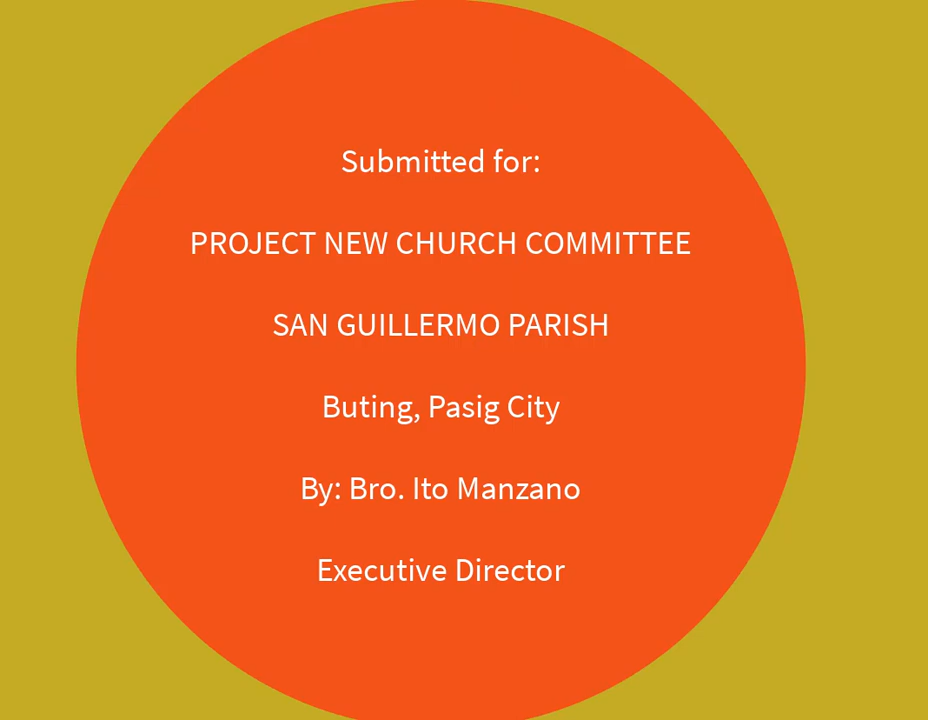 Submitted for:
PROJECT NEW CHURCH COMMITTEE
SAN GUILLERMO PARISH
Buting, Pasig City
By: Bro. Ito Manzano
Executive Director